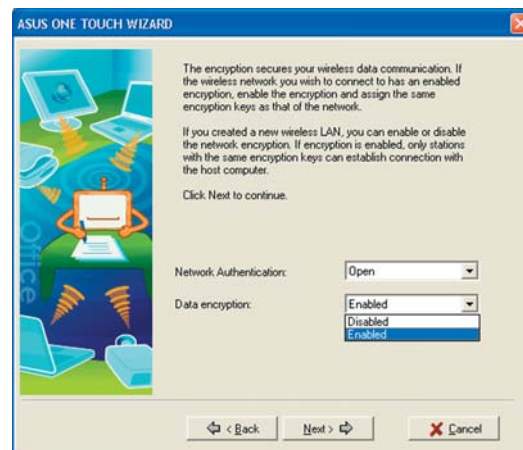 ASUS ONE TOUCH WIZARD
The encryption secures your wireless data communication. If
the wireless network you wish to connect to has an enabled
encryption, enable the encryption and assign the same
encryption keys as that of the network.
If you created a new wireless LAN, you can enable or disable
the network encryption. If encryption is enabled, only stations
with the same encryption keys can establish connection with
the host computer.
Click Next to continue.
Office
Network Authentication: Open
Data encryption: Enabled
Disabled
Enabled
< Back Next > Cancel